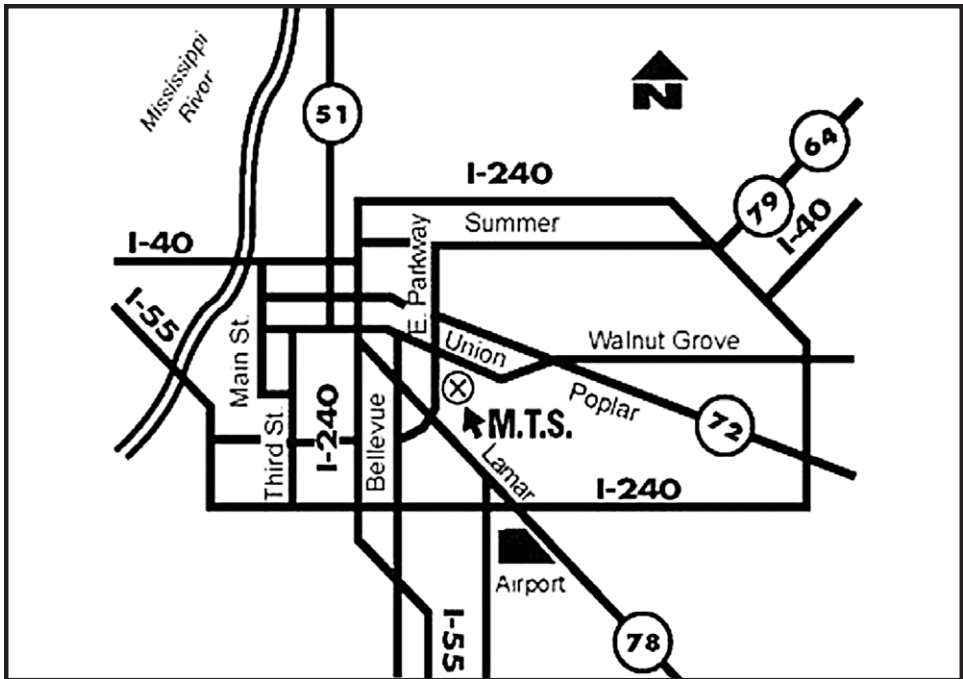 Mississippi
River
51
N
64
79
I-40
I-240
Summer
I-40
E. Parkway
I-55
Main St.
Union
Walnut Grove
Poplar
72
M.T.S.
Third St.
I-240
Bellevue
Lamar
I-240
Airport
I-55
78